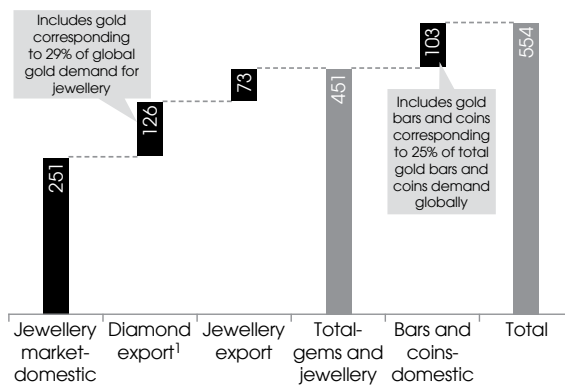 Includes gold
corresponding
to 29% of global
gold demand for
jewellery
251
126
73
451
103
554
Includes gold
bars and coins
corresponding
to 25% of total
gold bars and
coins demand
globally
Jewellery
market-
domestic
Diamond
export1
Jewellery
export
Total-
gems and
jewellery
Bars and
coins-
domestic
Total